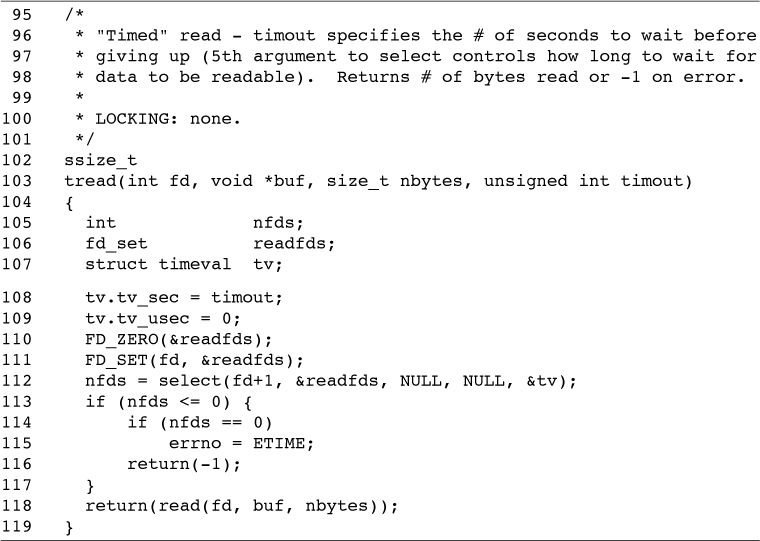 95 /*
96  * "Timed" read - timout specifies the # of seconds to wait before
97  * giving up (5th argument to select controls how long to wait for
98  * data to be readable).  Returns # of bytes read or -1 on error.
99  *
100  * LOCKING: none.
101  */
102 ssize_t
103 tread(int fd, void *buf, size_t nbytes, unsigned int timout)
104 {
105   int             nfds;
106   fd_set          readfds;
107   struct timeval  tv;
108   tv.tv_sec = timout;
109   tv.tv_usec = 0;
110   FD_ZERO(&readfds);
111   FD_SET(fd, &readfds);
112   nfds = select(fd+1, &readfds, NULL, NULL, &tv);
113   if (nfds <= 0) {
114       if (nfds == 0)
115           errno = ETIME;
116       return(-1);
117   }
118   return(read(fd, buf, nbytes));
119 }